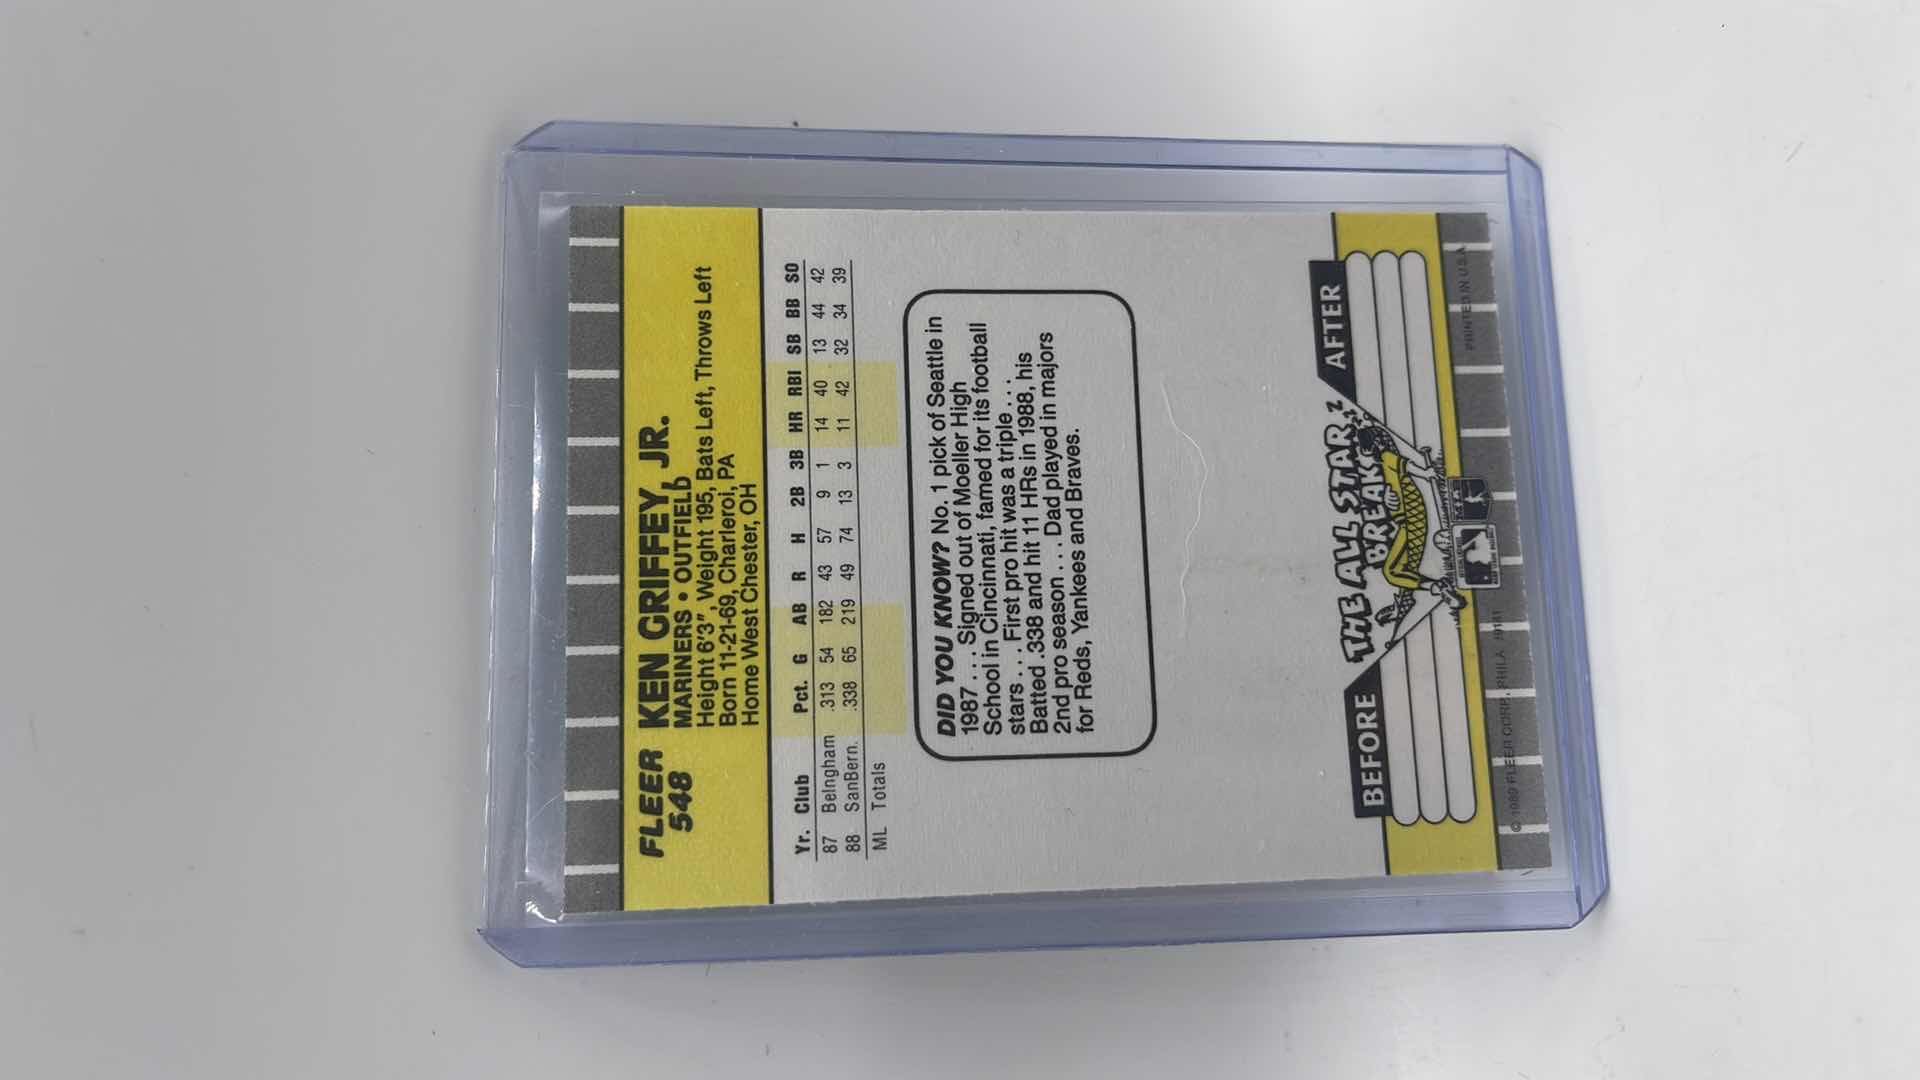 FLEER KEN GRIFFEY, JR.
548 MARINERS • OUTFIELD
Height 6'3", Weight 195, Bats Left, Throws Left
Born 11-21-69, Charleroi, PA
Home West Chester, OH
Yr. Club Pct. G AB R H 2B 3B HR RBI SB BB SO
87 Belngham .313 54 182 43 57 9 1 14 40 13 44 42
88 SanBern. .338 65 219 49 74 13 3 11 42 32 34 39
ML Totals
DID YOU KNOW? No. 1 pick of Seattle in
1987 . . . Signed out of Moeller High
School in Cincinnati, famed for its football
stars . . . First pro hit was a triple . . .
Batted .338 and hit 11 HRs in 1988, his
2nd pro season . . . Dad played in majors
for Reds, Yankees and Braves.
BEFORE THE ALL STAR BREAK AFTER
© 1989 FLEER CORP., PHILA. 19141 PRINTED IN U.S.A.